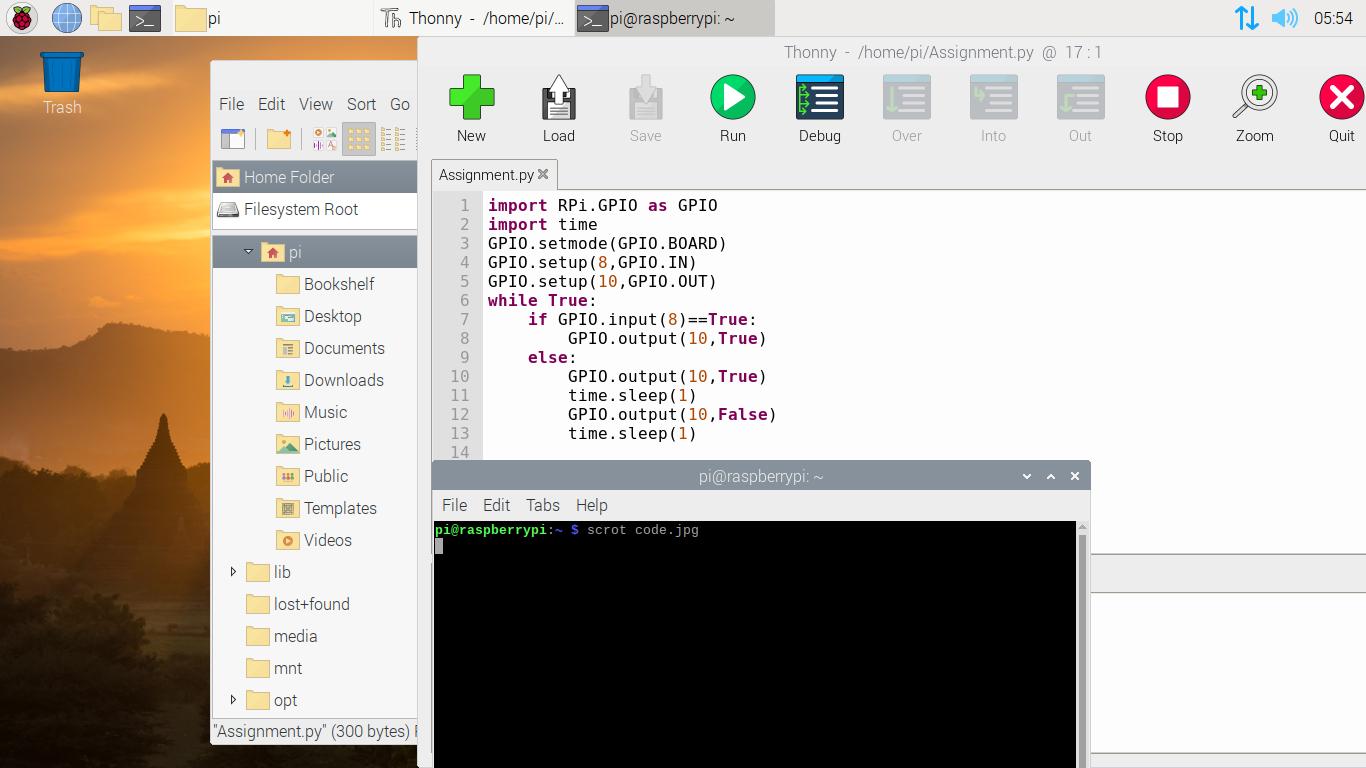 pi
Thonny - /home/pi/...
pi@raspberrypi: ~
05:54
Trash
File Edit View Sort Go
Home Folder
Filesystem Root
pi
Bookshelf
Desktop
Documents
Downloads
Music
Pictures
Public
Templates
Videos
lib
lost+found
media
mnt
opt
"Assignment.py" (300 bytes)
Thonny - /home/pi/Assignment.py @ 17 : 1
New Load Save Run Debug Over Into Out Stop Zoom Quit
Assignment.py
1 import RPi.GPIO as GPIO
2 import time
3 GPIO.setmode(GPIO.BOARD)
4 GPIO.setup(8,GPIO.IN)
5 GPIO.setup(10,GPIO.OUT)
6 while True:
7     if GPIO.input(8)==True:
8         GPIO.output(10,True)
9     else:
10         GPIO.output(10,True)
11         time.sleep(1)
12         GPIO.output(10,False)
13         time.sleep(1)
14
pi@raspberrypi: ~
File Edit Tabs Help
pi@raspberrypi:~ $ scrot code.jpg